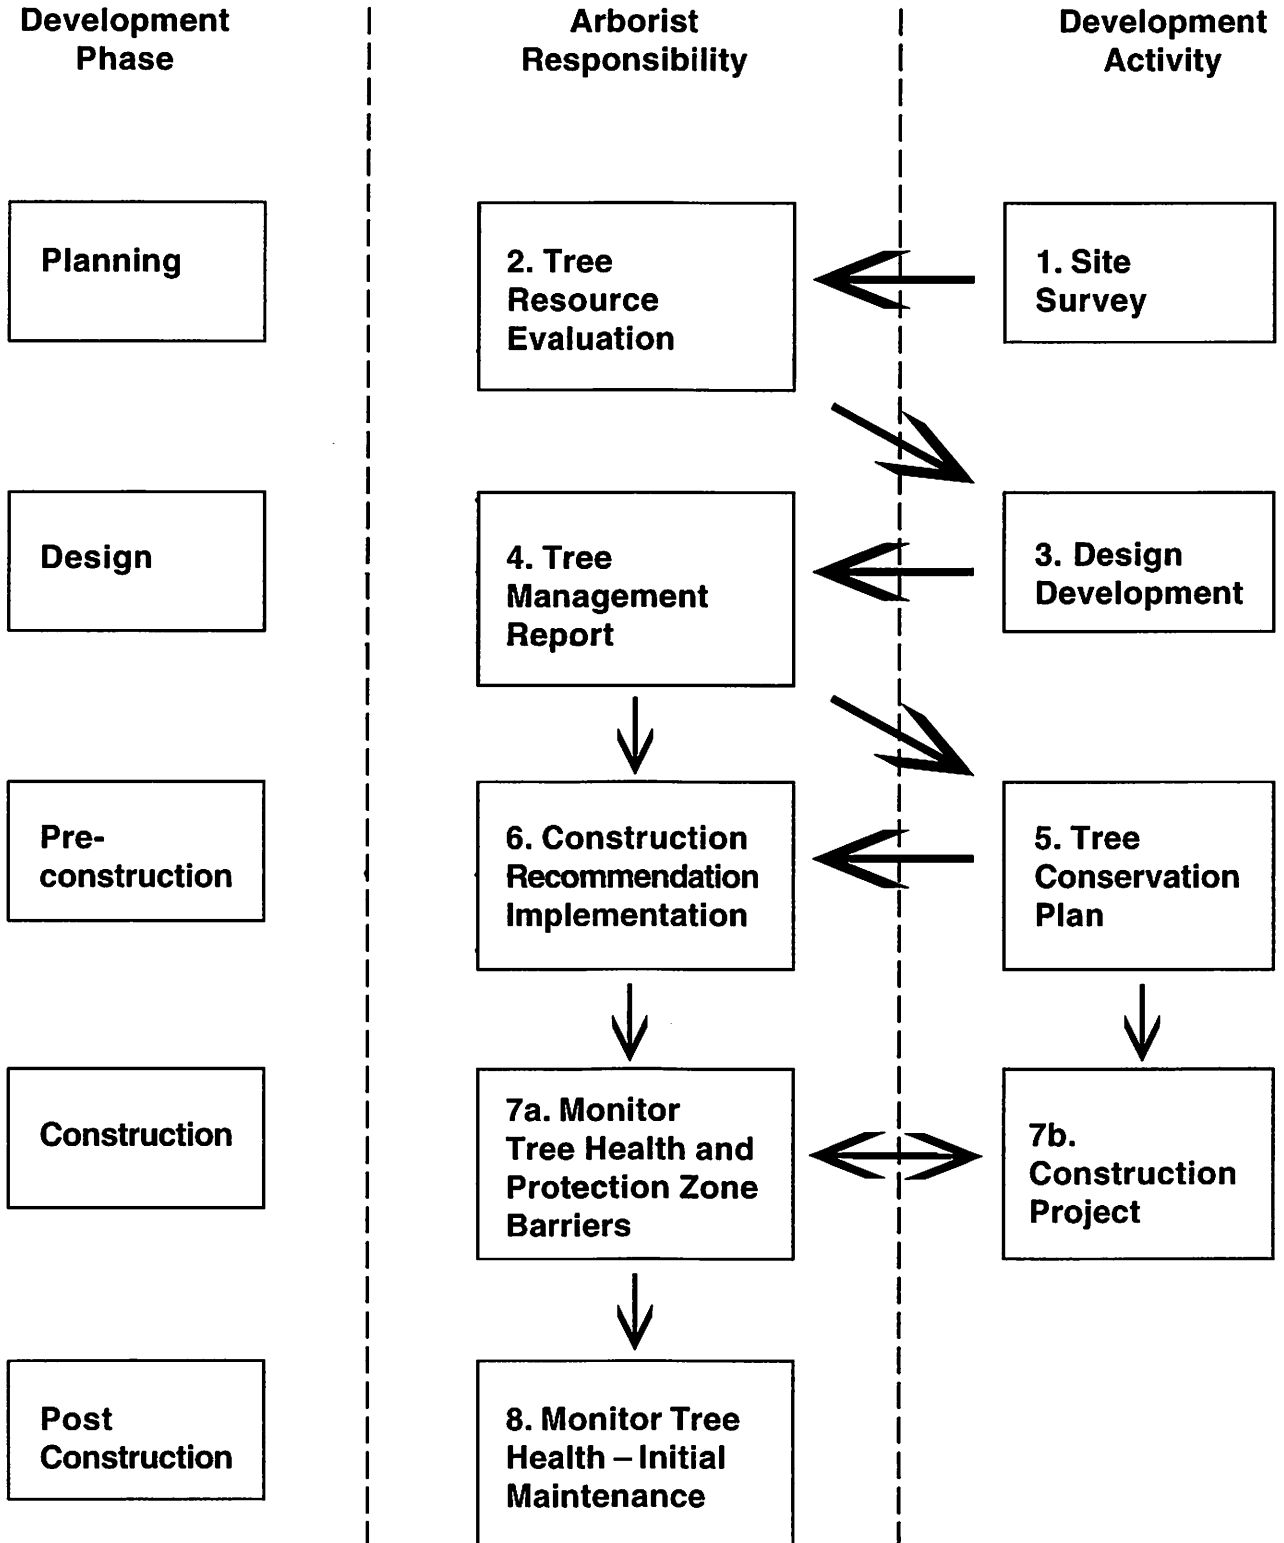 Development
Phase
Arborist
Responsibility
Development
Activity
Planning
2. Tree
Resource
Evaluation
1. Site
Survey
Design
4. Tree
Management
Report
3. Design
Development
Pre-
construction
6. Construction
Recommendation
Implementation
5. Tree
Conservation
Plan
Construction
7a. Monitor
Tree Health and
Protection Zone
Barriers
7b.
Construction
Project
Post
Construction
8. Monitor Tree
Health – Initial
Maintenance